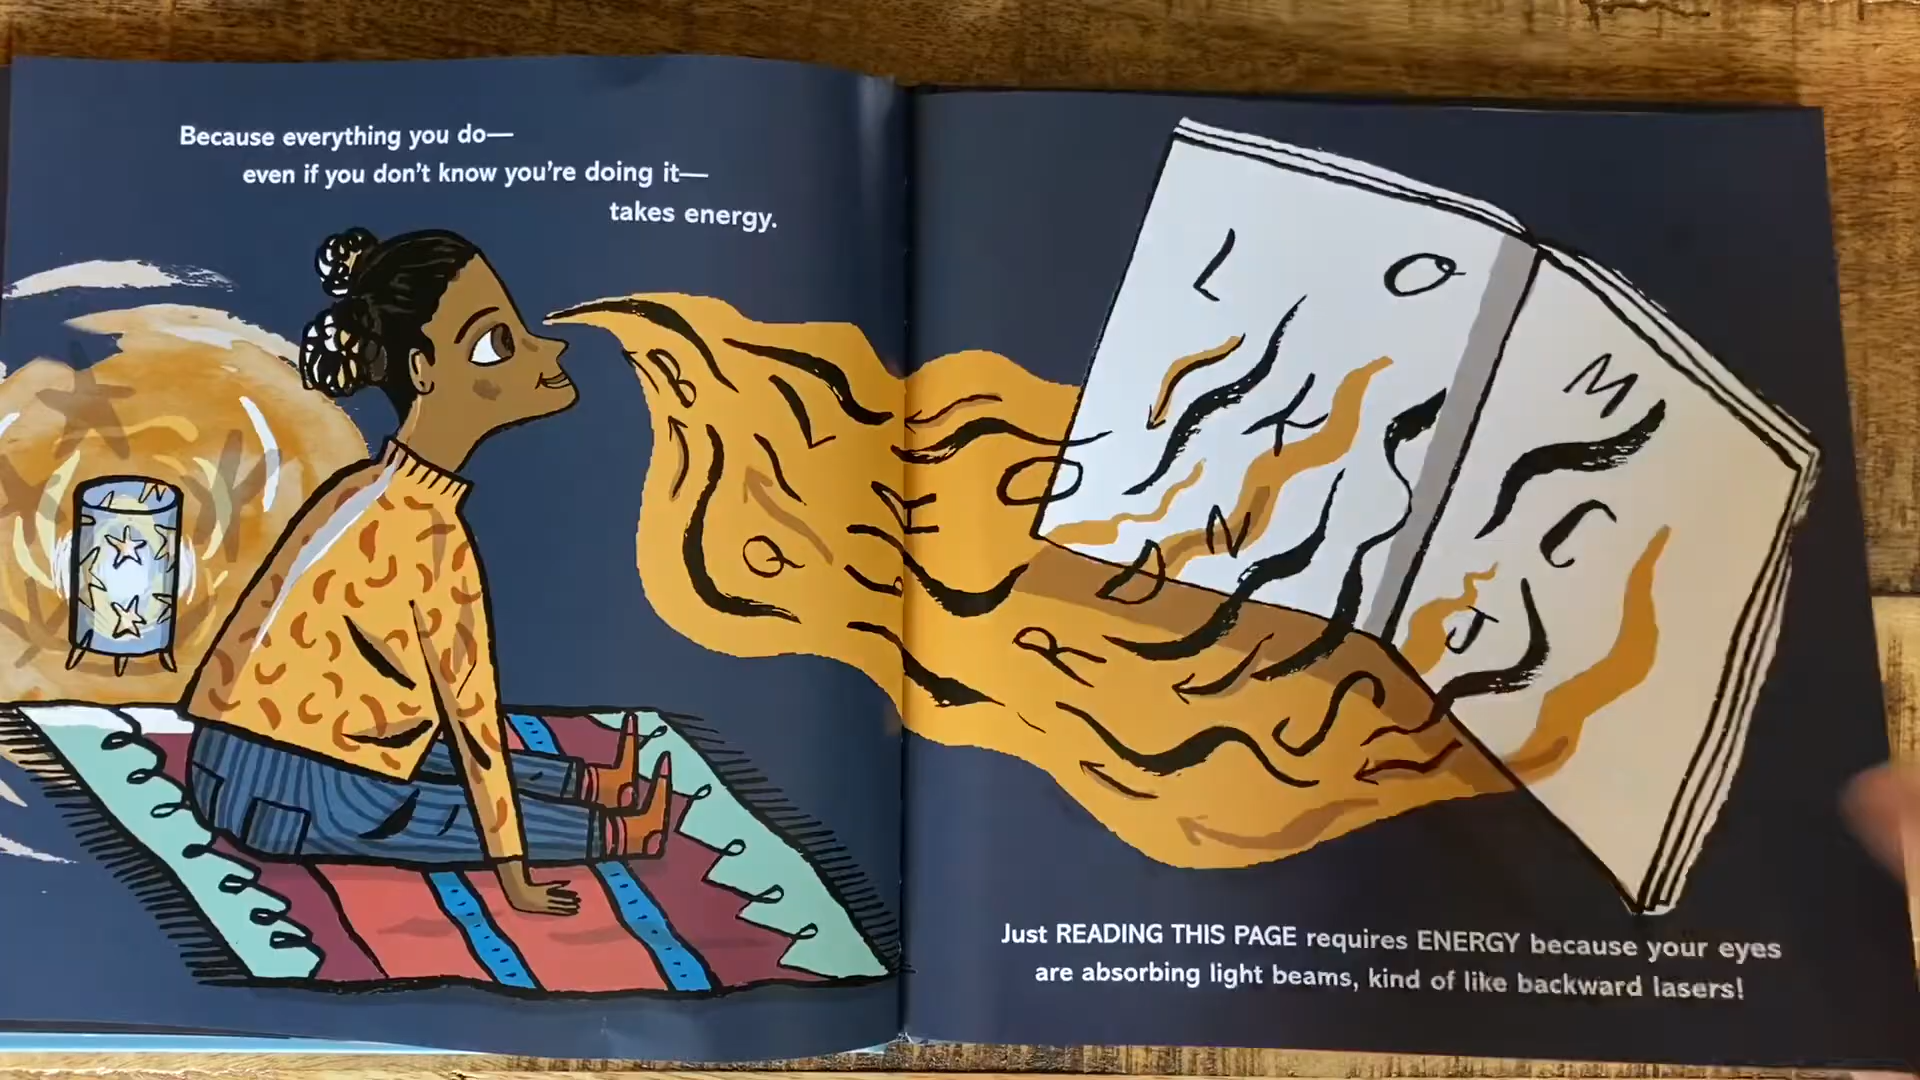 Because everything you do—
even if you don't know you're doing it—
takes energy.
L O
K
M
B
L
K
O
Q
N
D
C
J
R
S
Just READING THIS PAGE requires ENERGY because your eyes
are absorbing light beams, kind of like backward lasers!